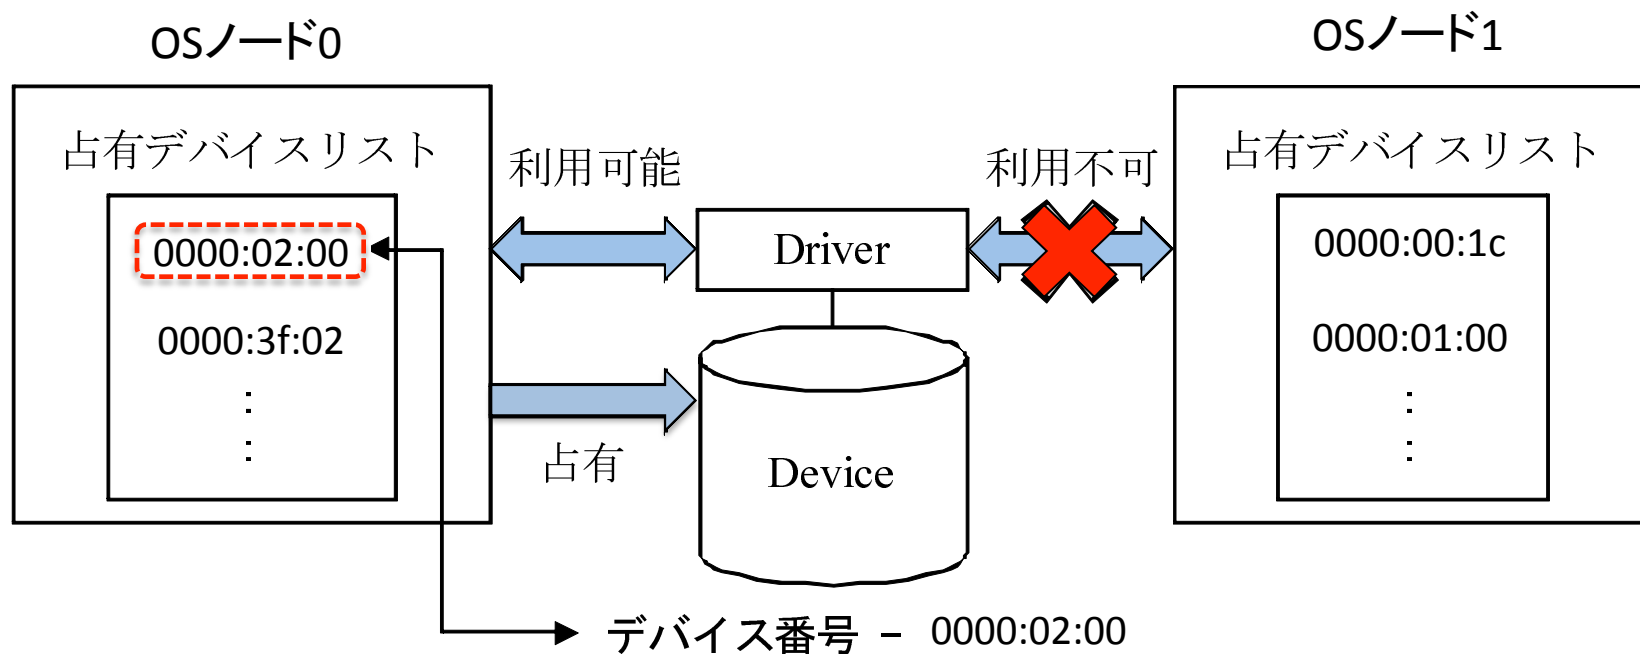 OSノード0
占有デバイスリスト
0000:02:00
0000:3f:02
:
:
利用可能
占有
Driver
Device
利用不可
OSノード1
占有デバイスリスト
0000:00:1c
0000:01:00
:
:
デバイス番号 – 0000:02:00